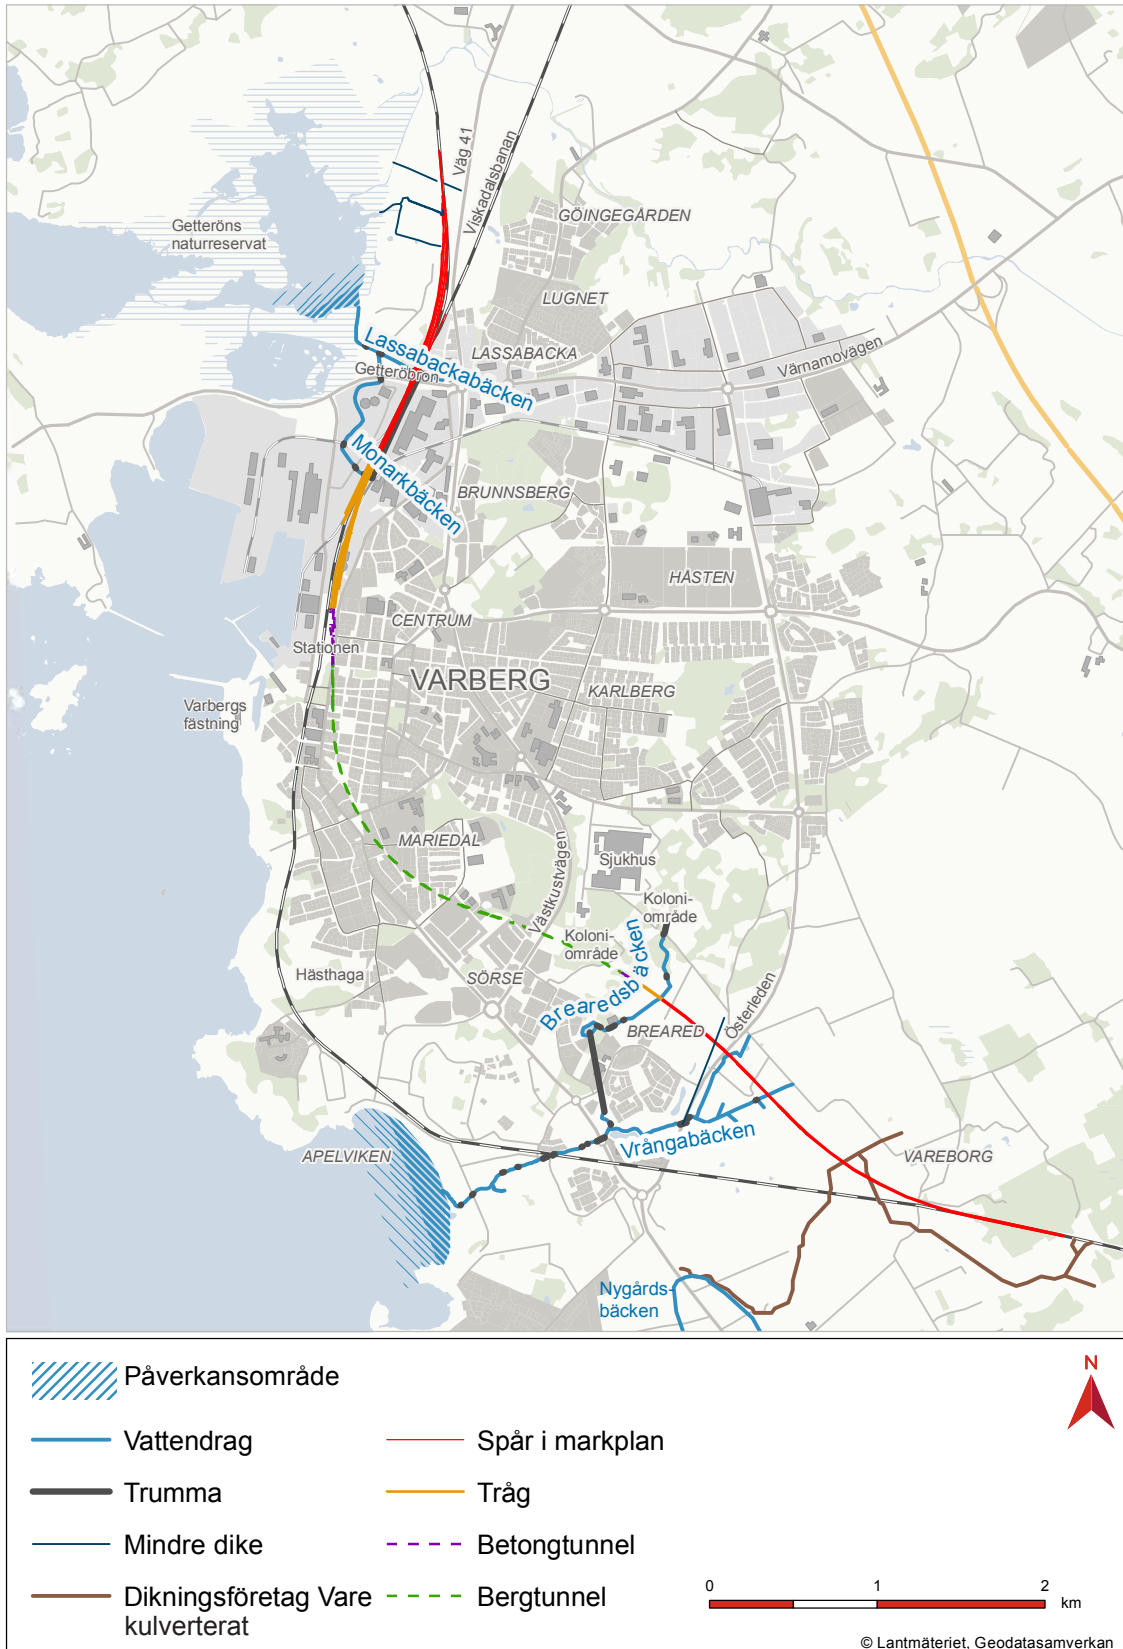 Väg 41
Viskadalsbanan
GÖINGEGÅRDEN
Getteröns
naturreservat
LUGNET
Lassabackabäcken
LASSABACKA
Värnamovägen
Getteröbron
Monarkbäcken
BRUNNSBERG
HÅSTEN
CENTRUM
Stationen
VARBERG
KARLBERG
Varbergs
fästning
MARIEDAL
Västkustvägen
Sjukhus
Koloni-
område
Koloni-
område
Hästhaga
SÖRSE
Brearedsbäcken
BREARED
Österleden
APELVIKEN
Vrångabäcken
VAREBORG
Nygårds-
bäcken
Påverkansområde
Vattendrag
Trumma
Mindre dike
Dikningsföretag Vare
kulverterat
Spår i markplan
Tråg
Betongtunnel
Bergtunnel
N
0 1 2
km
© Lantmäteriet, Geodatasamverkan